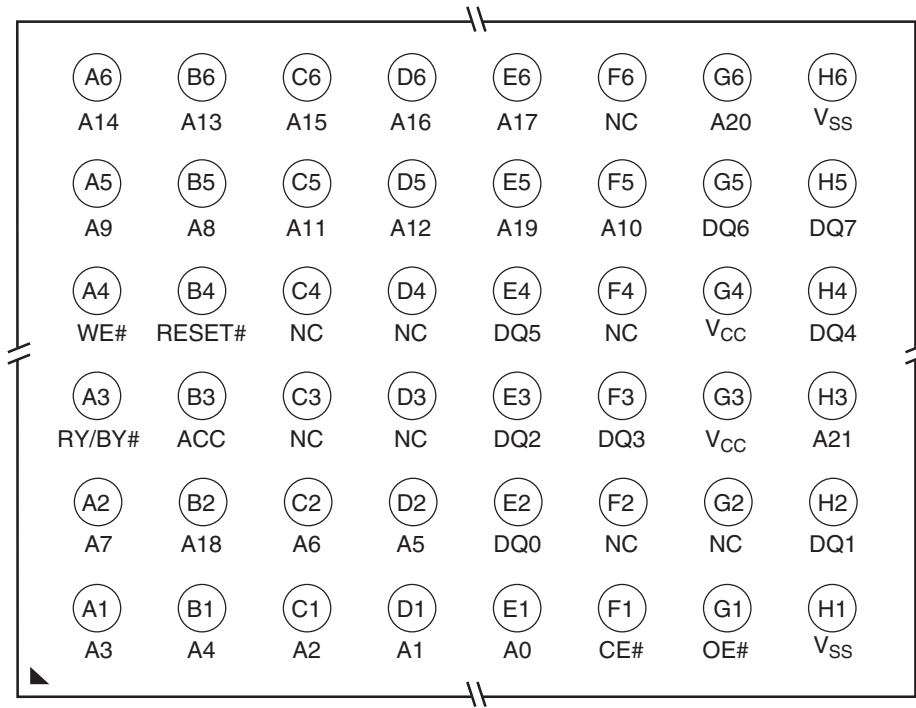 A6 B6 C6 D6 E6 F6 G6 H6
A14 A13 A15 A16 A17 NC A20 VSS
A5 B5 C5 D5 E5 F5 G5 H5
A9 A8 A11 A12 A19 A10 DQ6 DQ7
A4 B4 C4 D4 E4 F4 G4 H4
WE# RESET# NC NC DQ5 NC VCC DQ4
A3 B3 C3 D3 E3 F3 G3 H3
RY/BY# ACC NC NC DQ2 DQ3 VCC A21
A2 B2 C2 D2 E2 F2 G2 H2
A7 A18 A6 A5 DQ0 NC NC DQ1
A1 B1 C1 D1 E1 F1 G1 H1
A3 A4 A2 A1 A0 CE# OE# VSS